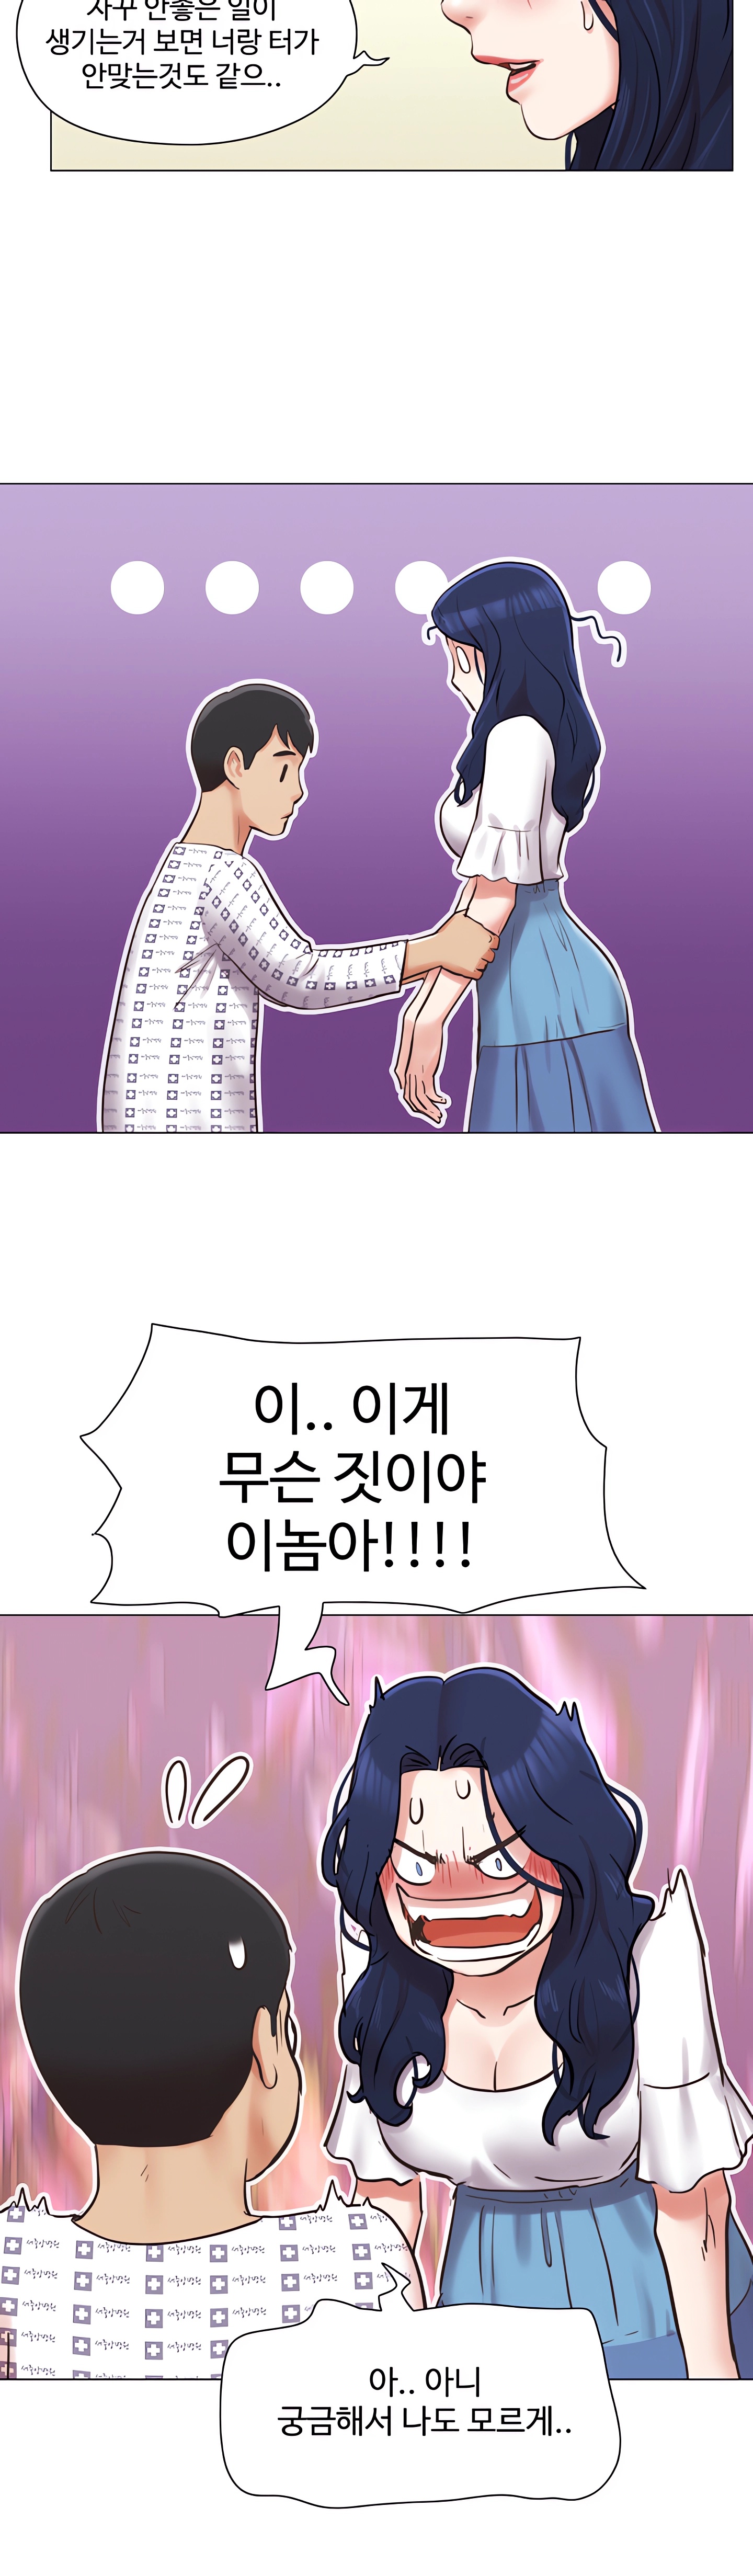 자꾸 안좋은 일이
생기는거 보면 너랑 터가
안맞는것도 같으..
이.. 이게
무슨 짓이야
이놈아!!!!
아.. 아니
궁금해서 나도 모르게..